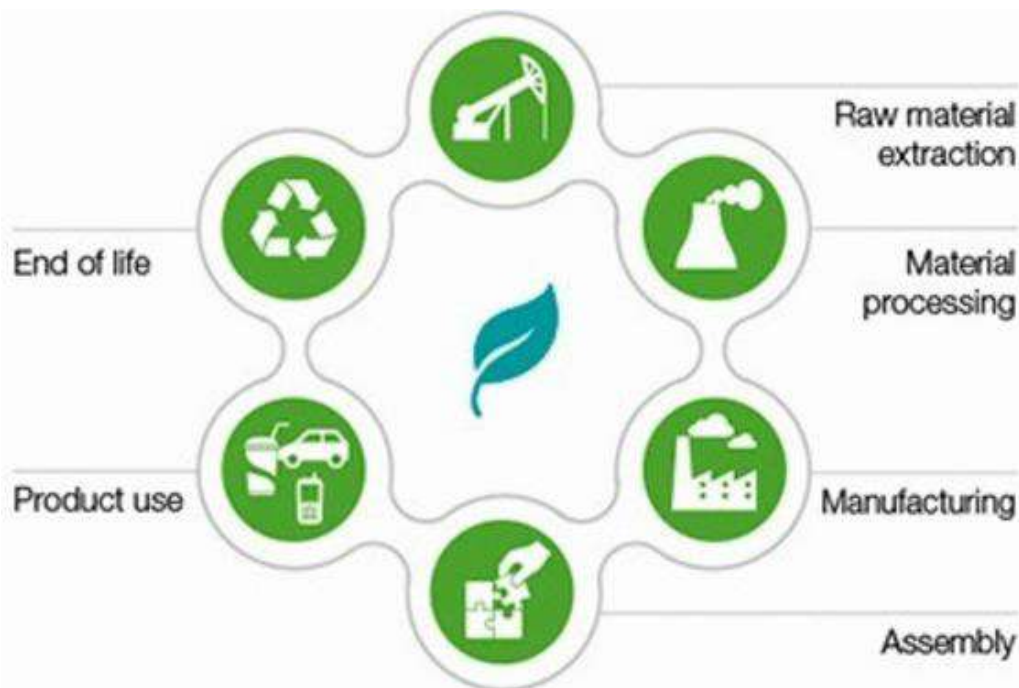 Raw material
extraction
End of life
Material
processing
Product use
Manufacturing
Assembly